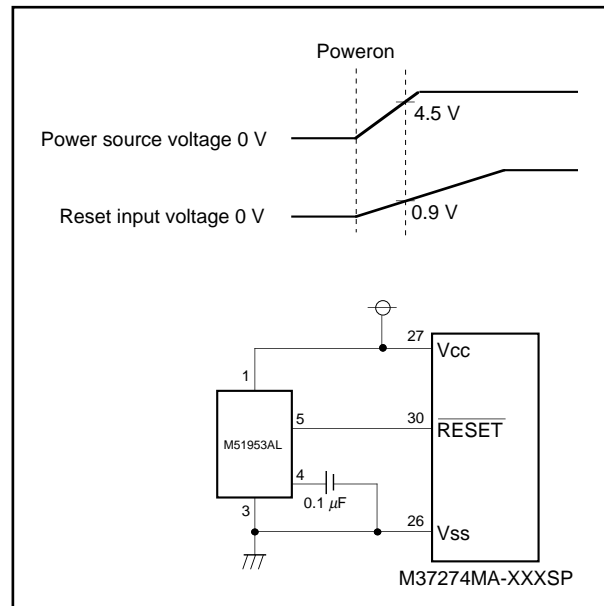 Poweron
4.5 V
Power source voltage 0 V
0.9 V
Reset input voltage 0 V
27
Vcc
1
5
30
RESET
M51953AL
4
0.1 μF
3
26
Vss
M37274MA-XXXSP